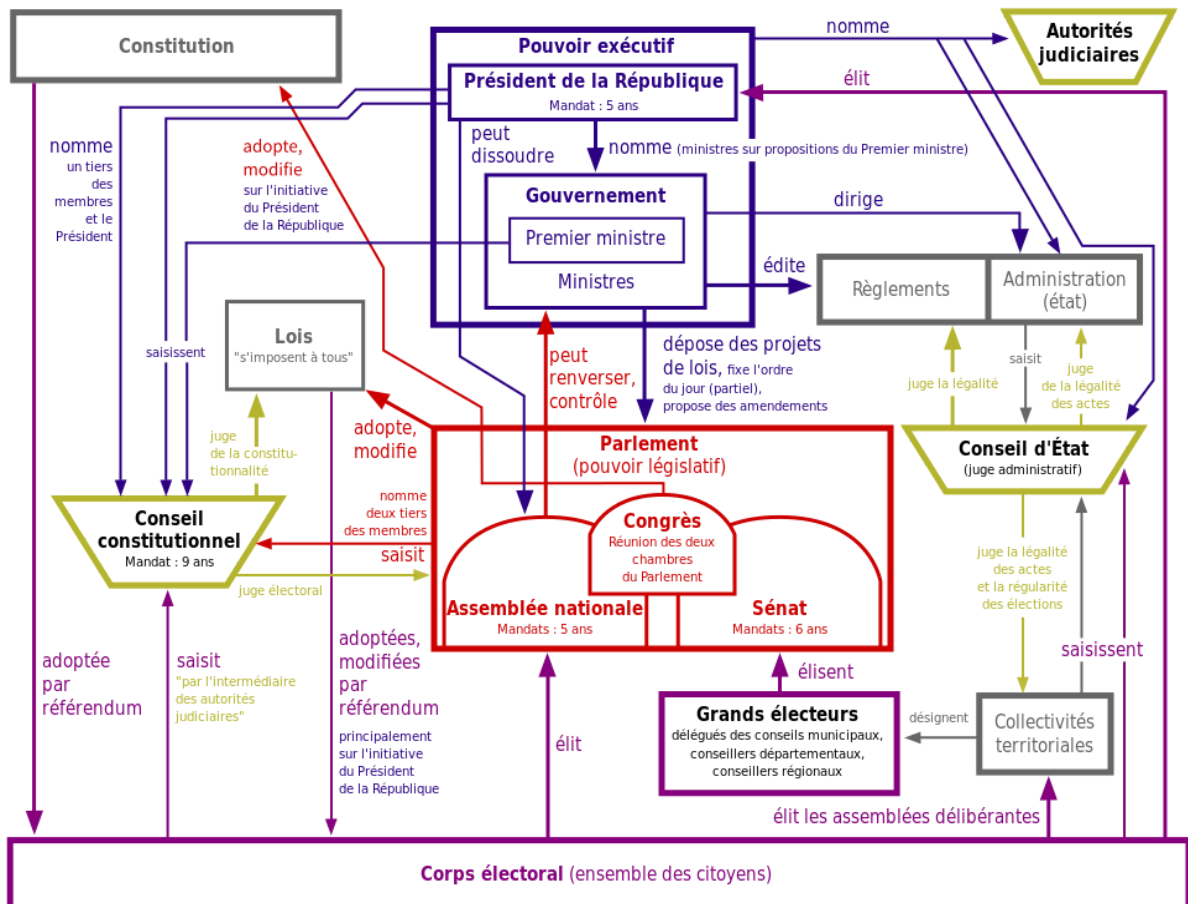 Constitution
Pouvoir exécutif
nomme
Autorités
judiciaires
Président de la République
Mandat : 5 ans
élit
nomme
un tiers
des
membres
et le
Président
adopte,
modifie
sur l'initiative
du Président
de la République
peut
dissoudre
nomme (ministres sur propositions du Premier ministre)
Gouvernement
Premier ministre
Ministres
dirige
édite
Règlements
Administration
(état)
Lois
"s'imposent à tous"
saisissent
peut
renverser,
contrôle
dépose des projets
de lois, fixe l'ordre
du jour (partiel),
propose des amendements
juge la légalité
saisit
juge
de la légalité
des actes
juge
de la constitu-
tionnalité
adopte,
modifie
Parlement
(pouvoir législatif)
Conseil d'État
(juge administratif)
Conseil
constitutionnel
Mandat : 9 ans
nomme
deux tiers
des membres
saisit
juge électoral
Congrès
Réunion des deux
chambres
du Parlement
Assemblée nationale
Mandats : 5 ans
Sénat
Mandats : 6 ans
juge la légalité
des actes
et la régularité
des élections
adoptée
par
référendum
saisit
"par l'intermédiaire
des autorités
judiciaires"
adoptées,
modifiées
par
référendum
principalement
sur l'initiative
du Président
de la République
élit
élisent
saisissent
Grands électeurs
délégués des conseils municipaux,
conseillers départementaux,
conseillers régionaux
désignent
Collectivités
territoriales
élit les assemblées délibérantes
Corps électoral (ensemble des citoyens)